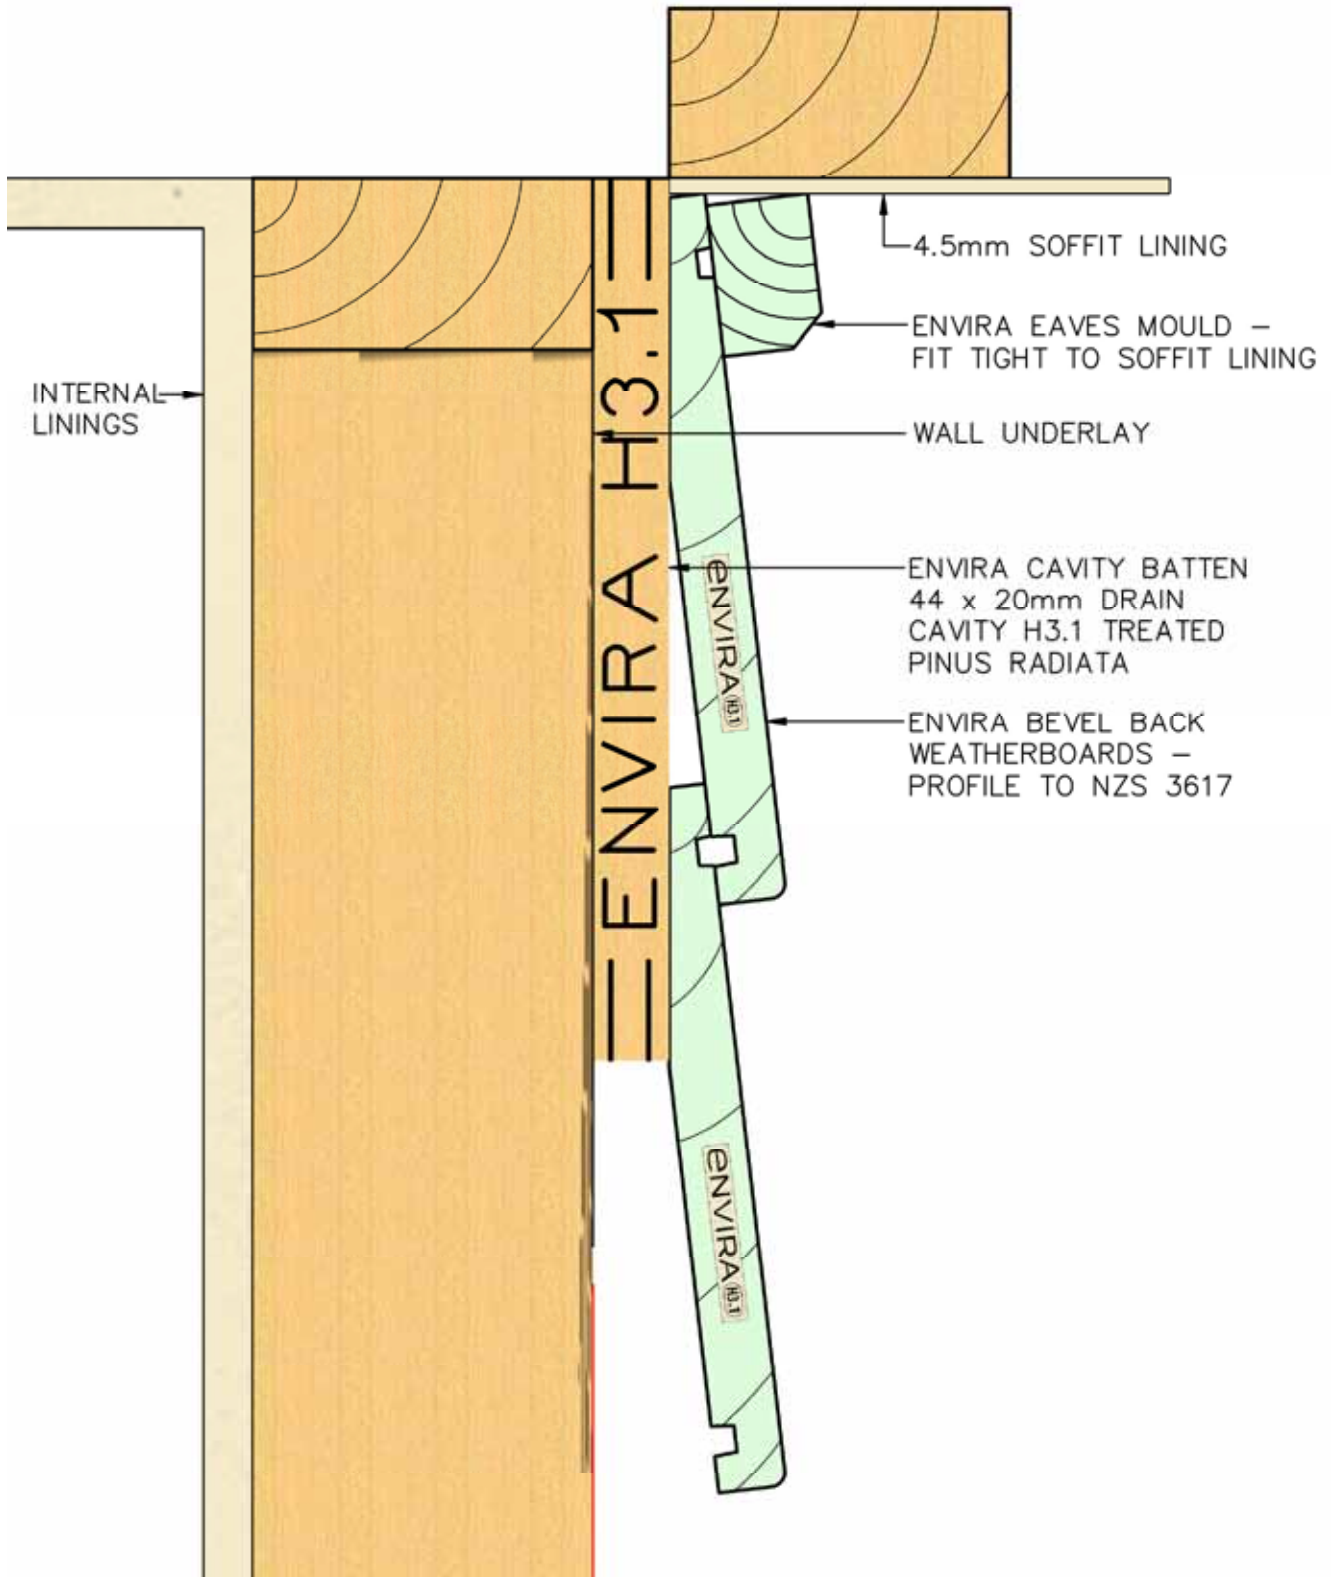 4.5mm SOFFIT LINING
ENVIRA EAVES MOULD –
FIT TIGHT TO SOFFIT LINING
INTERNAL
LININGS
WALL UNDERLAY
ENVIRA H3.1
ENVIRA CAVITY BATTEN
44 x 20mm DRAIN
CAVITY H3.1 TREATED
PINUS RADIATA
eNVIRA H3.1
ENVIRA BEVEL BACK
WEATHERBOARDS –
PROFILE TO NZS 3617
eNVIRA H3.1